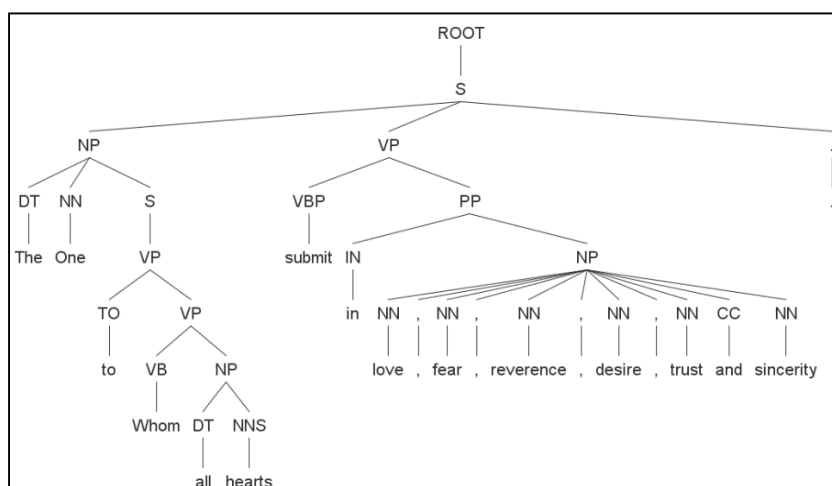 ROOT
S
NP VP .
DT NN S VBP PP .
The One VP submit IN NP
TO VP in NN , NN , NN , NN , NN CC NN
to VB NP love , fear , reverence , desire , trust and sincerity
Whom DT NNS
all hearts